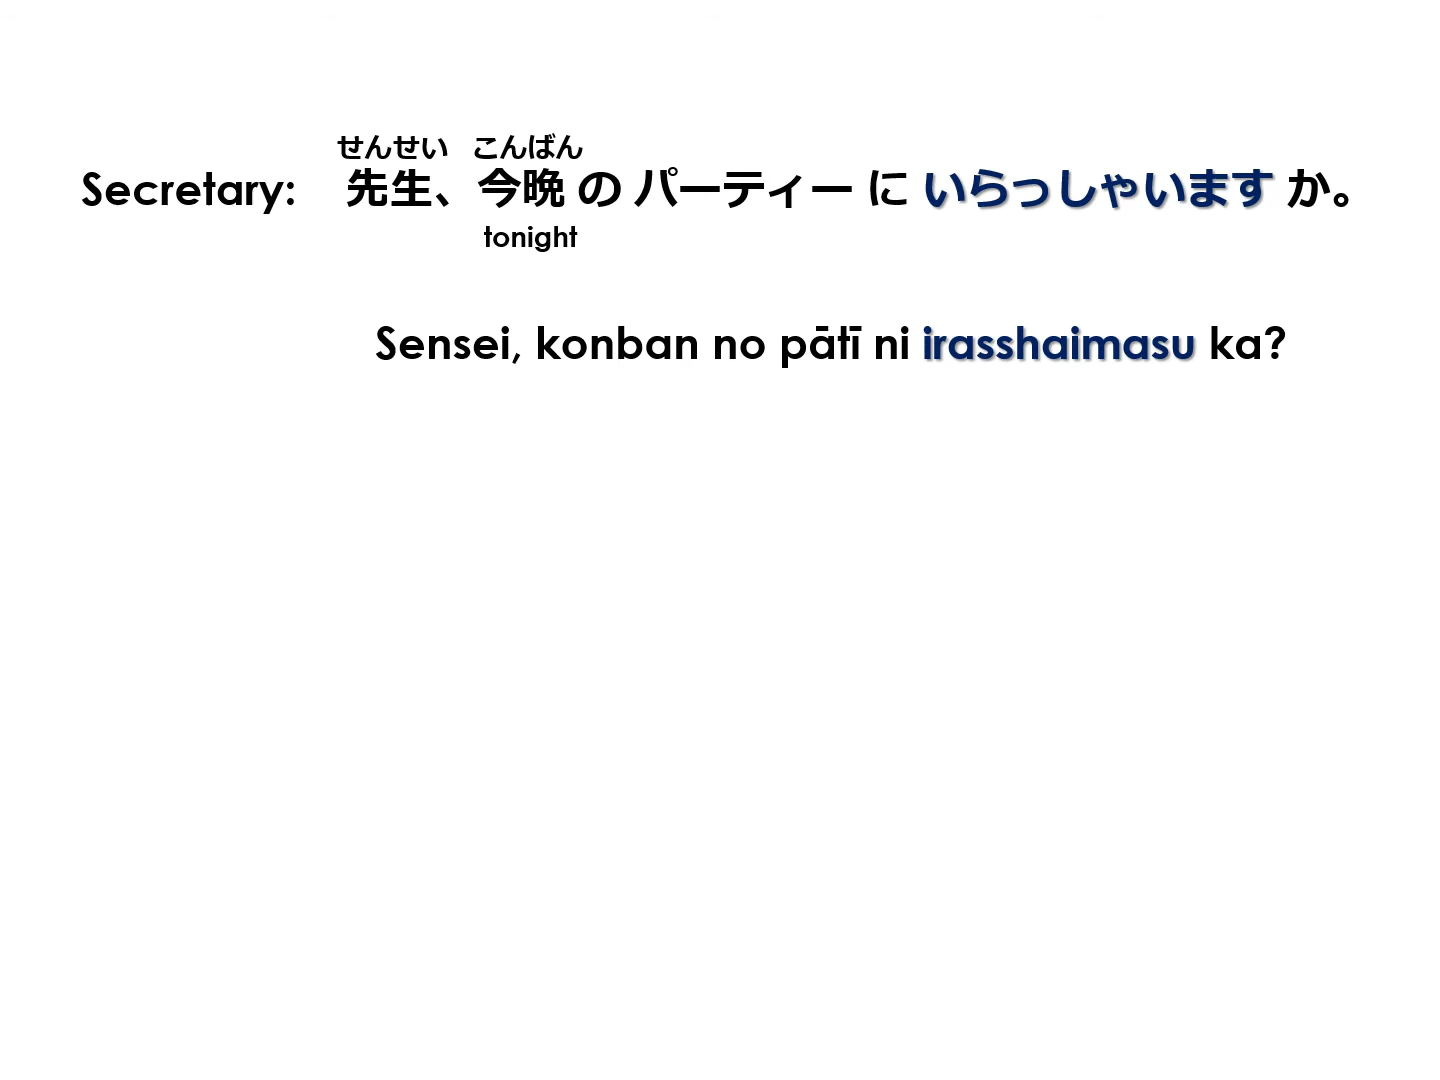 せんせい こんばん
Secretary: 先生、今晩 の パーティー に いらっしゃいます か。
tonight
Sensei, konban no pātī ni irasshaimasu ka?